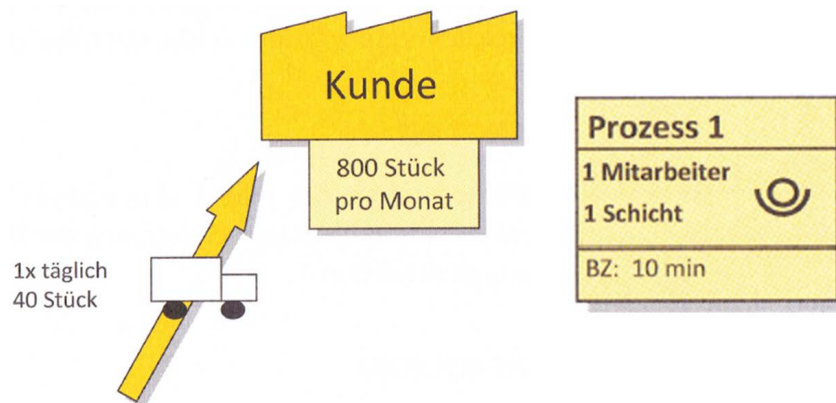 Kunde
800 Stück
pro Monat
1x täglich
40 Stück
Prozess 1
1 Mitarbeiter
1 Schicht
BZ: 10 min